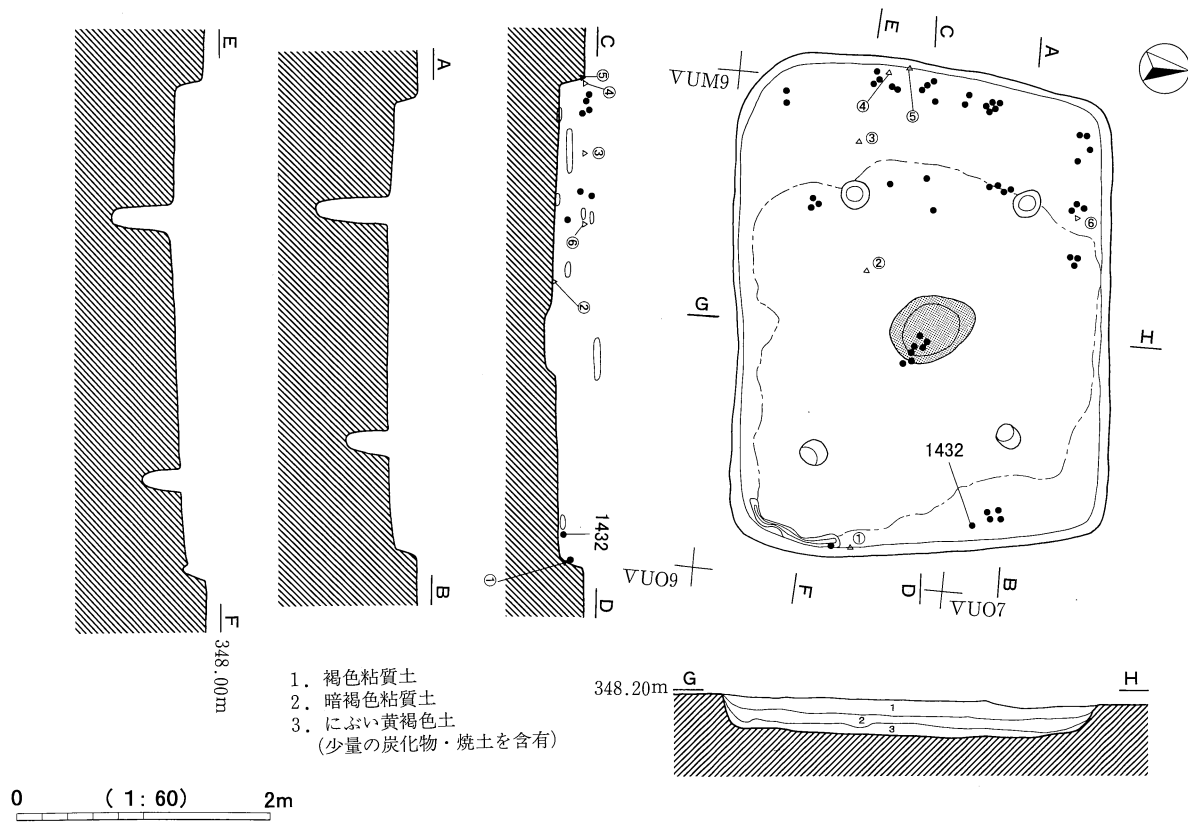 E
A
C
E
C
A
VUM9
⑤
④
④
⑤
③
③
⑥
⑥
②
②
G
H
1432
1432
①
①
VUO9
F
D
B
VUO7
F
B
D
348.00m
1. 褐色粘質土
2. 暗褐色粘質土
3. にぶい黄褐色土
(少量の炭化物・焼土を含有)
348.20m G H
1
2
3
0 (1:60) 2m